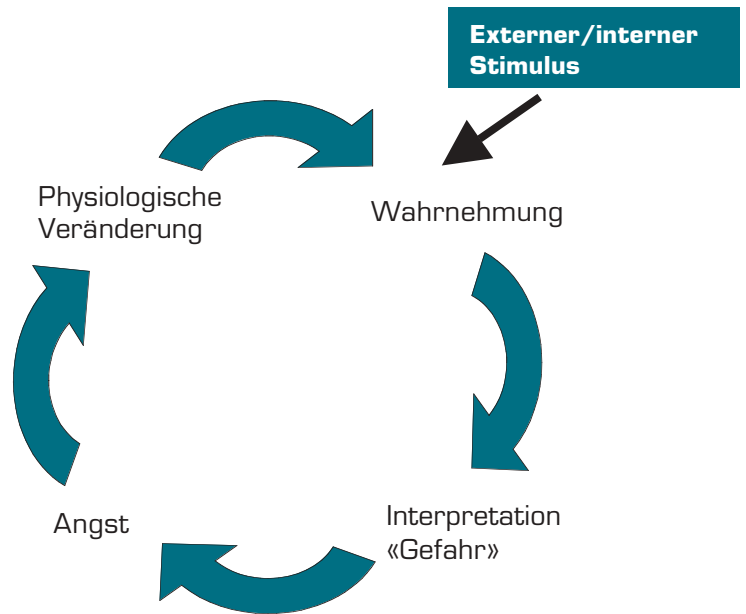 Externer/interner
Stimulus
Physiologische
Veränderung
Wahrnehmung
Angst
Interpretation
«Gefahr»